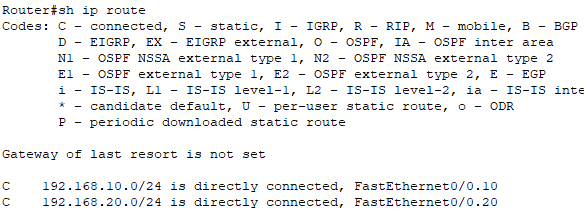 Router#sh ip route
Codes: C - connected, S - static, I - IGRP, R - RIP, M - mobile, B - BGP
       D - EIGRP, EX - EIGRP external, O - OSPF, IA - OSPF inter area
       N1 - OSPF NSSA external type 1, N2 - OSPF NSSA external type 2
       E1 - OSPF external type 1, E2 - OSPF external type 2, E - EGP
       i - IS-IS, L1 - IS-IS level-1, L2 - IS-IS level-2, ia - IS-IS inte
       * - candidate default, U - per-user static route, o - ODR
       P - periodic downloaded static route
Gateway of last resort is not set
C    192.168.10.0/24 is directly connected, FastEthernet0/0.10
C    192.168.20.0/24 is directly connected, FastEthernet0/0.20